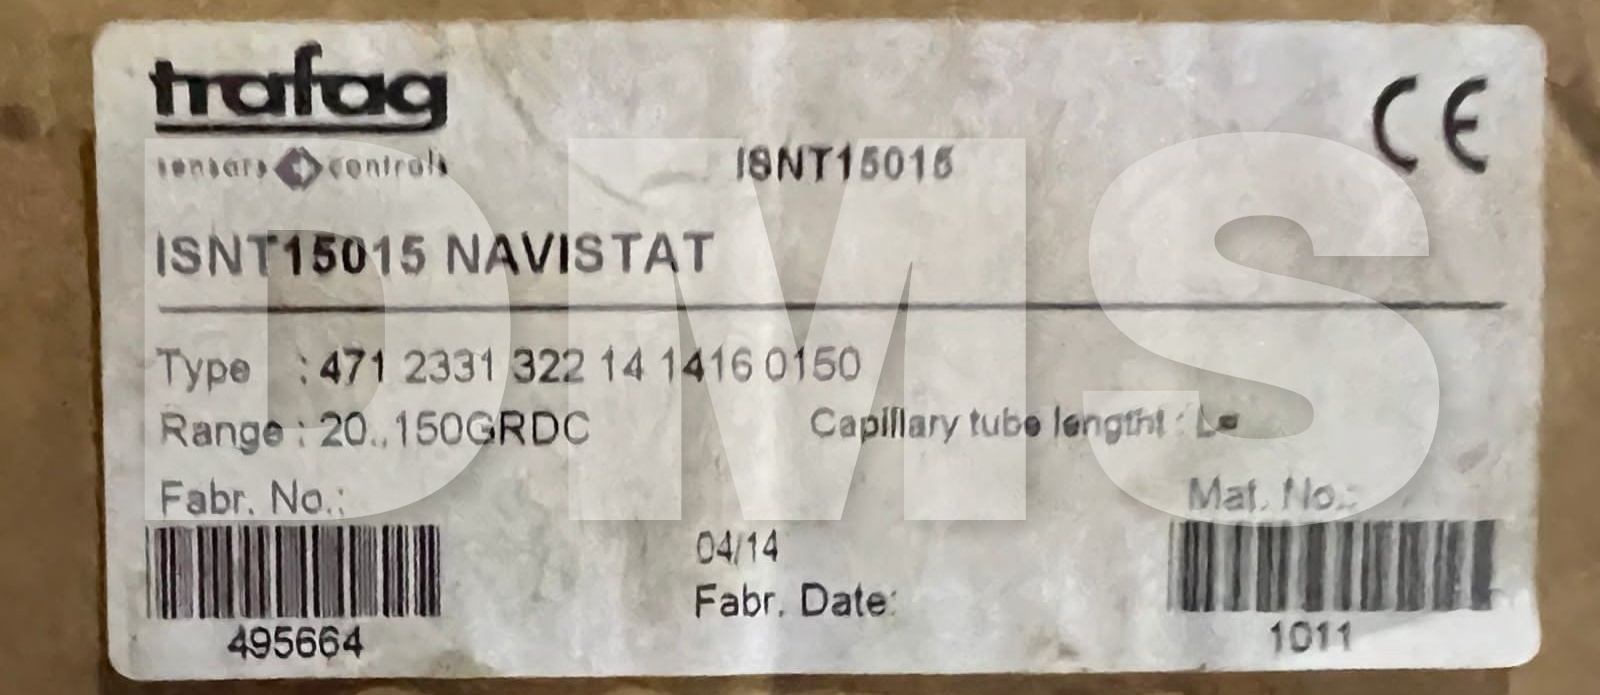 trafag
sensors controls
CE
ISNT15015
ISNT15015 NAVISTAT
Type : 471 2331 322 14 1416 0150
Range : 20..150GRDC
Capillary tube lengtht :
Fabr. No.:
Mat. No.:
04/14
Fabr. Date:
495664
1011
DMS